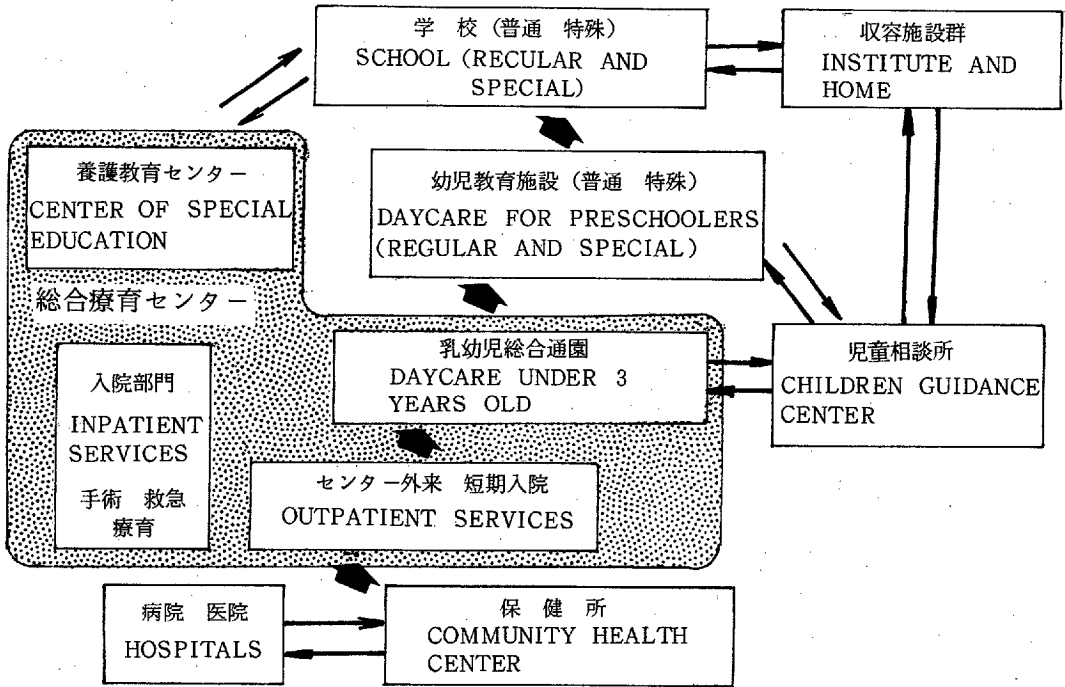 学 校 (普通 特殊)
SCHOOL (RECULAR AND
SPECIAL)
収容施設群
INSTITUTE AND
HOME
養護教育センター
CENTER OF SPECIAL
EDUCATION
幼児教育施設 (普通 特殊)
DAYCARE FOR PRESCHOOLERS
(REGULAR AND SPECIAL)
総合療育センター
乳幼児総合通園
DAYCARE UNDER 3
YEARS OLD
児童相談所
CHILDREN GUIDANCE
CENTER
入院部門
INPATIENT
SERVICES
手術 救急
療育
センター外来 短期入院
OUTPATIENT SERVICES
病院 医院
HOSPITALS
保 健 所
COMMUNITY HEALTH
CENTER